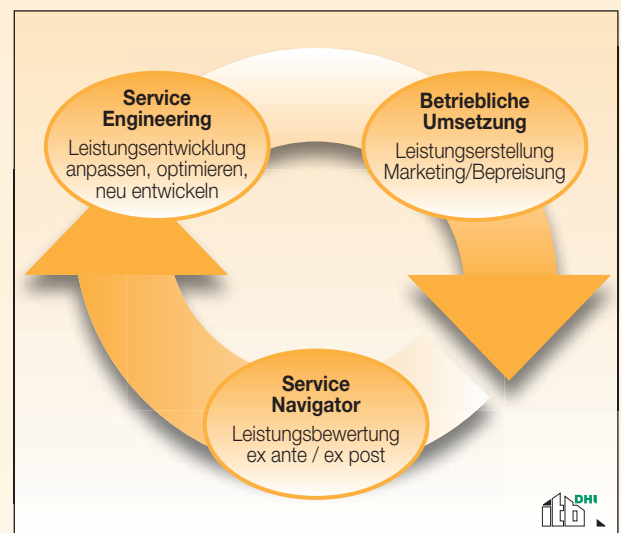 Service
Engineering
Leistungsentwicklung
anpassen, optimieren,
neu entwickeln
Betriebliche
Umsetzung
Leistungserstellung
Marketing/Bepreisung
Service
Navigator
Leistungsbewertung
ex ante / ex post
DHI
itb